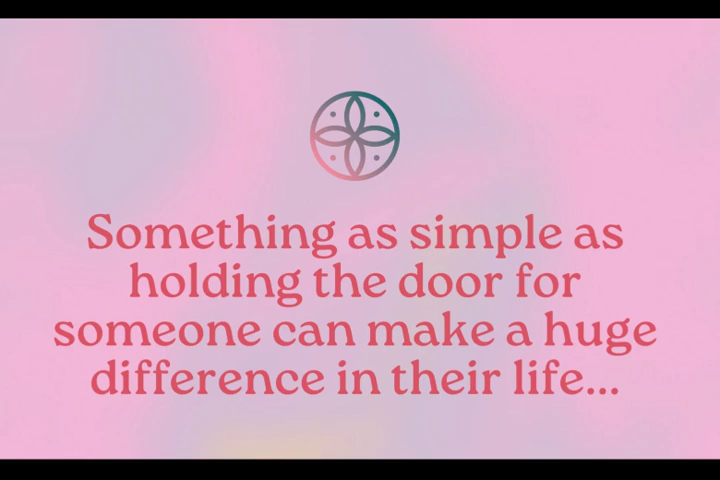 Something as simple as
holding the door for
someone can make a huge
difference in their life...